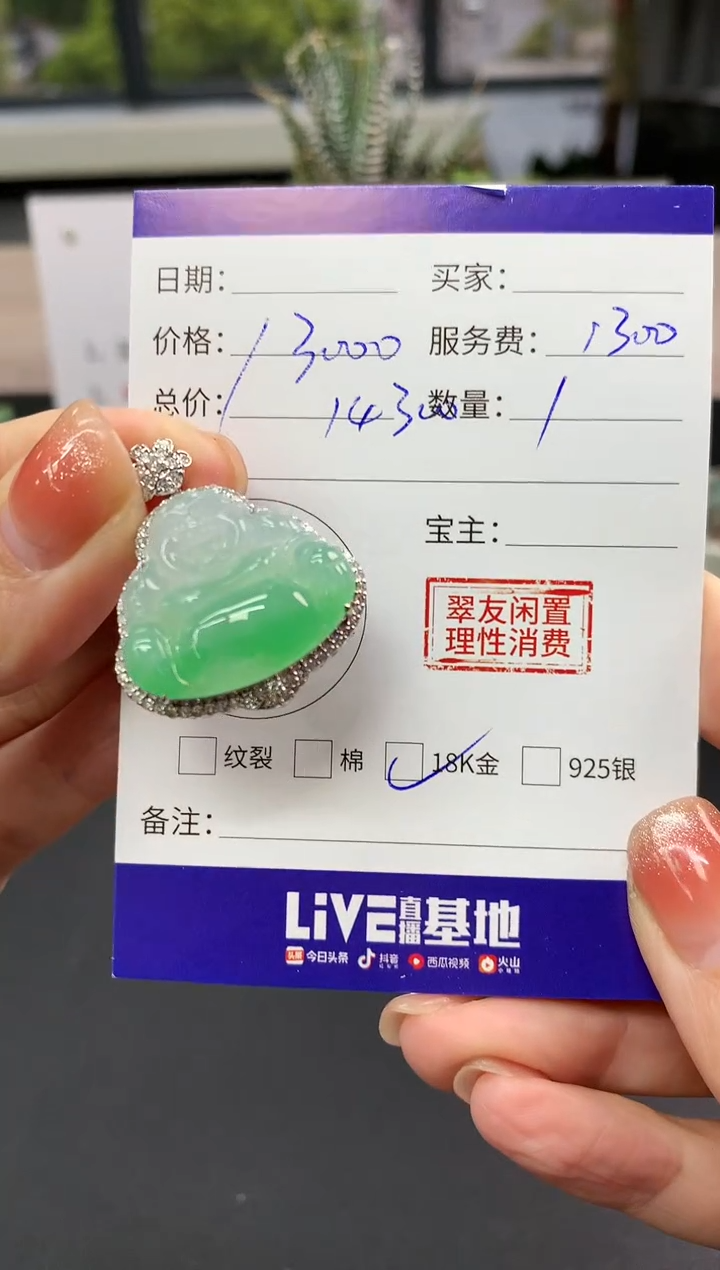 日期： 买家：
价格： 13000 服务费： 1300
总价： 14300 数量： 1
宝主：
翠友闲置
理性消费
纹裂 棉 18K金 925银
备注：
LiVE直播基地
头条 今日头条 抖音 西瓜视频 火山